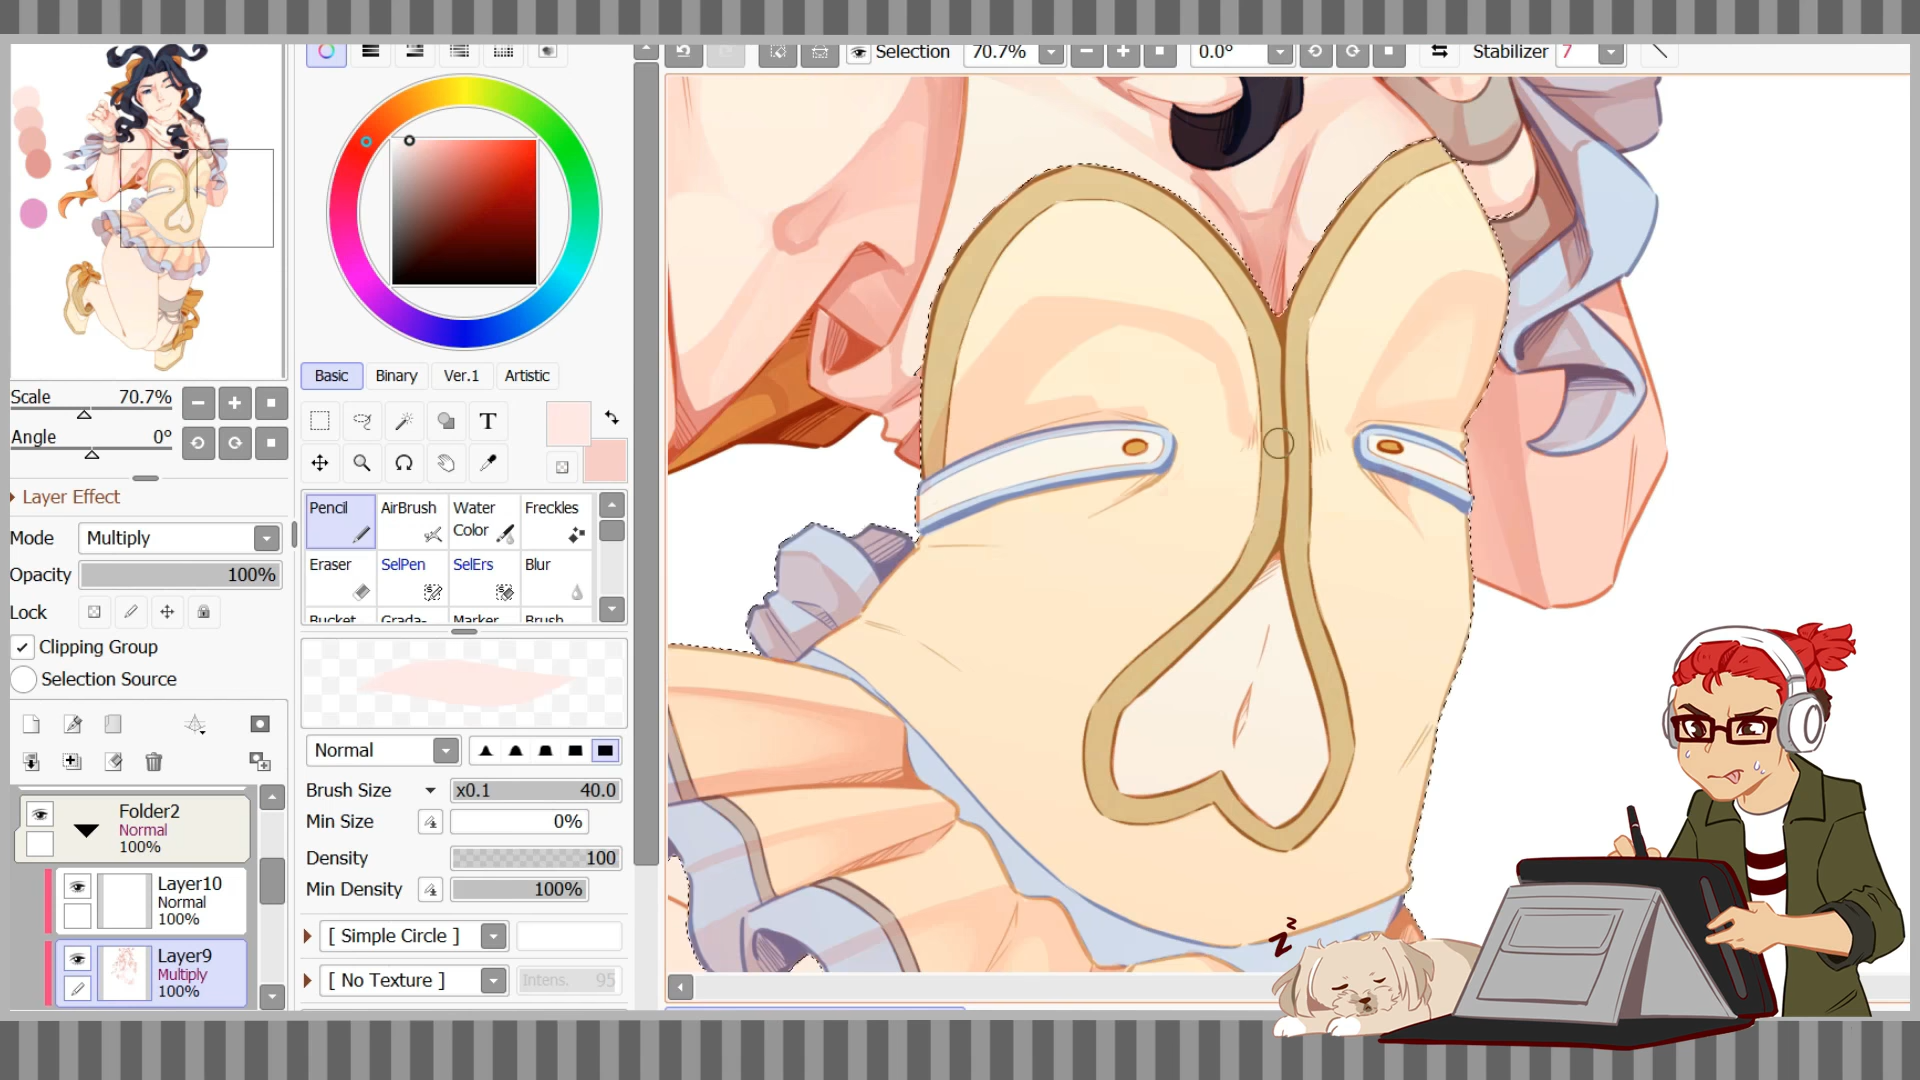 Selection 70.7% 0.0° Stabilizer 7
Scale 70.7%
Angle 0°
Layer Effect
Mode Multiply
Opacity 100%
Lock
Clipping Group
Selection Source
Folder2
Normal
100%
Layer10
Normal
100%
Layer9
Multiply
100%
Basic Binary Ver.1 Artistic
T
Pencil AirBrush Water Color Freckles
Eraser SelPen SelErs Blur
Bucket Grada- Marker Brush
Normal
Brush Size x0.1 40.0
Min Size 0%
Density 100
Min Density 100%
[ Simple Circle ]
[ No Texture ] Intens. 95
z z